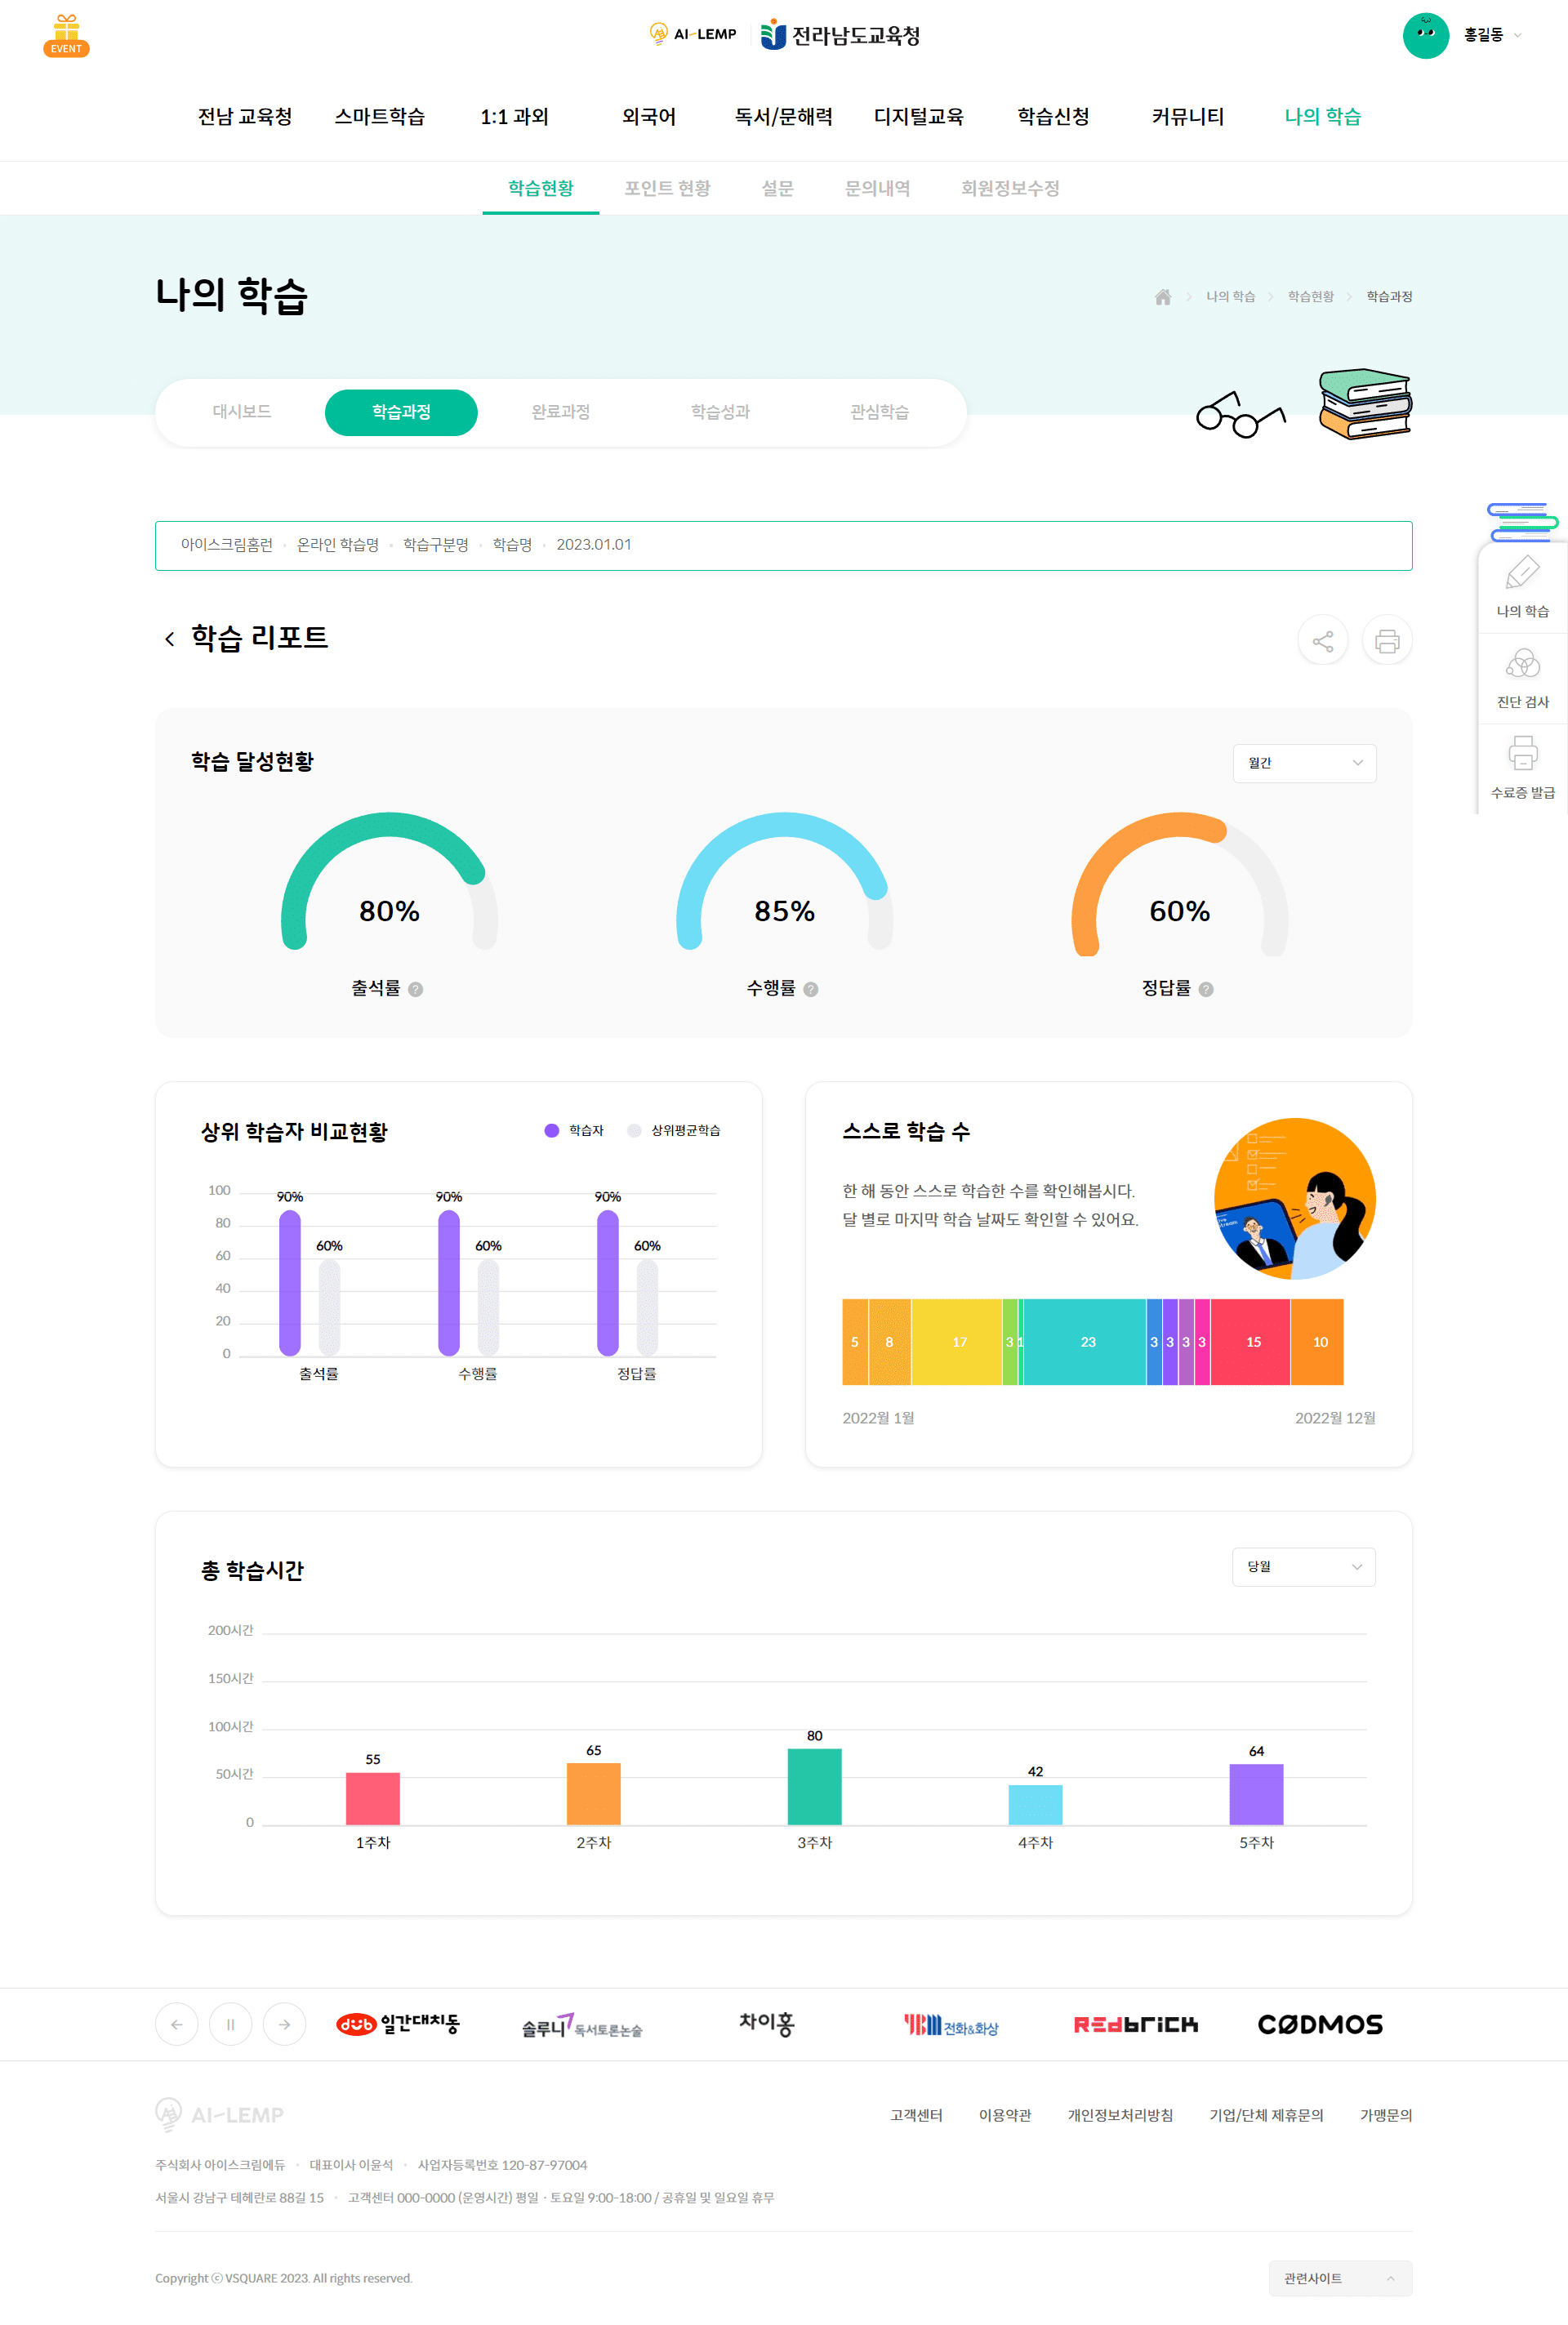 EVENT
AI-LEMP
전라남도교육청
홍길동
전남 교육청 스마트학습 1:1 과외 외국어 독서/문해력 디지털교육 학습신청 커뮤니티 나의 학습
학습현황 포인트 현황 설문 문의내역 회원정보수정
나의 학습
나의 학습 학습현황 학습과정
대시보드 학습과정 완료과정 학습성과 관심학습
아이스크림홈런 · 온라인 학습명 · 학습구분명 · 학습명 · 2023.01.01
나의 학습
진단 검사
수료증 발급
학습 리포트
학습 달성현황
월간
80% 85% 60%
출석률 ? 수행률 ? 정답률 ?
상위 학습자 비교현황
학습자 상위평균학습
100
80
60
40
20
0
90% 60% 90% 60% 90% 60%
출석률 수행률 정답률
스스로 학습 수
한 해 동안 스스로 학습한 수를 확인해봅시다.
달 별로 마지막 학습 날짜도 확인할 수 있어요.
5 8 17 3 1 23 3 3 3 3 15 10
2022월 1월 2022월 12월
총 학습시간
당월
200시간
150시간
100시간
50시간
0
55 65 80 42 64
1주차 2주차 3주차 4주차 5주차
dub 일간대치동
솔루니 독서토론논술
차이홍
YBM 전화&화상
REDBRICK
CODMOS
AI-LEMP
고객센터 이용약관 개인정보처리방침 기업/단체 제휴문의 가맹문의
주식회사 아이스크림에듀 · 대표이사 이윤석 · 사업자등록번호 120-87-97004
서울시 강남구 테헤란로 88길 15 · 고객센터 000-0000 (운영시간) 평일 · 토요일 9:00-18:00 / 공휴일 및 일요일 휴무
Copyright ⓒ VSQUARE 2023. All rights reserved.
관련사이트